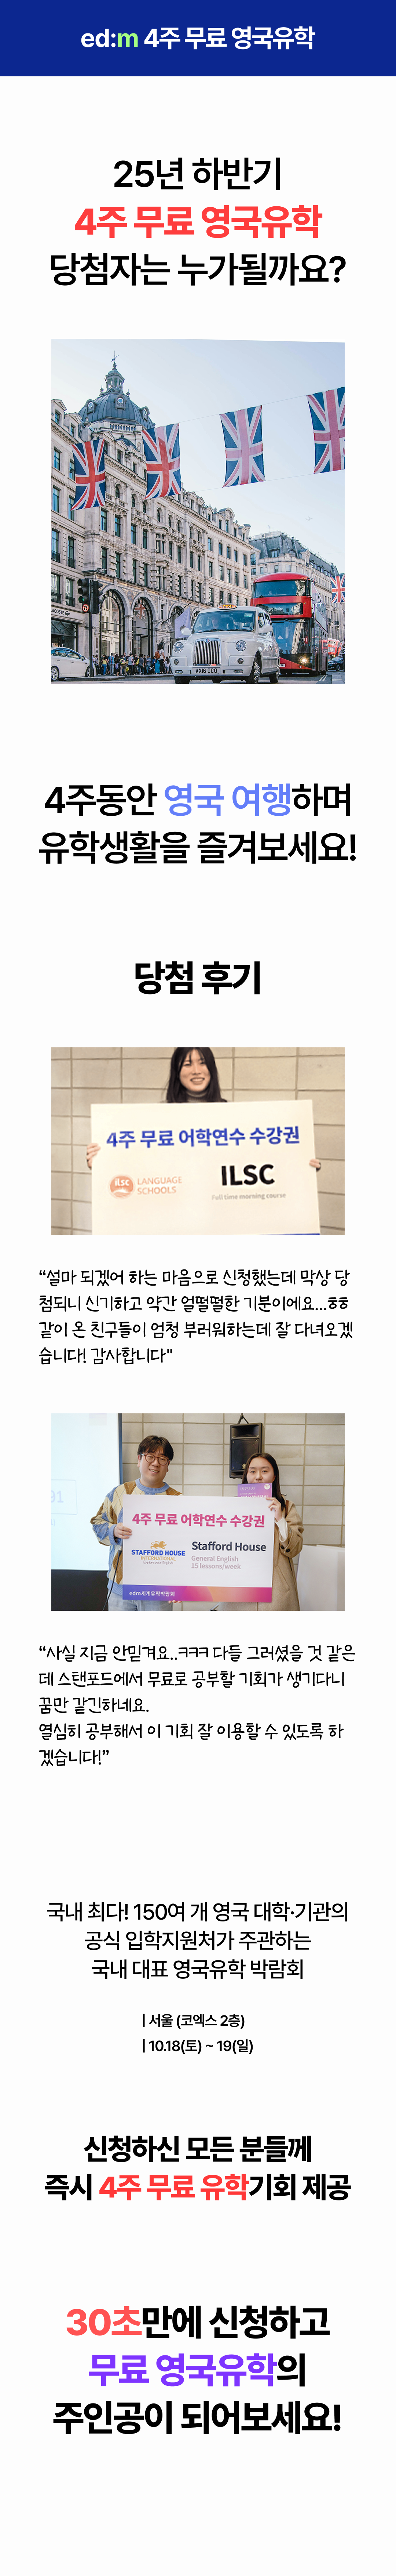 ed:m 4주 무료 영국유학
25년 하반기
4주 무료 영국유학
당첨자는 누가될까요?
AX16 OCO
4주동안 영국 여행하며
유학생활을 즐겨보세요!
당첨 후기
4주 무료 어학연수 수강권
ILSC LANGUAGE SCHOOLS
ILSC
Full time morning course
“설마 되겠어 하는 마음으로 신청했는데 막상 당
첨되니 신기하고 약간 얼떨떨한 기분이에요...ㅎㅎ
같이 온 친구들이 엄청 부러워하는데 잘 다녀오겠
습니다! 감사합니다"
4주 무료 어학연수 수강권
STAFFORD HOUSE
INTERNATIONAL
Stafford House
General English
15 lessons/week
edm세계유학박람회
“사실 지금 안믿겨요..ㅋㅋㅋ 다들 그러셨을 것 같은
데 스탠포드에서 무료로 공부할 기회가 생기다니
꿈만 같긴하네요.
열심히 공부해서 이 기회 잘 이용할 수 있도록 하
겠습니다!”
국내 최다! 150여 개 영국 대학·기관의
공식 입학지원처가 주관하는
국내 대표 영국유학 박람회
| 서울 (코엑스 2층)
| 10.18(토) ~ 19(일)
신청하신 모든 분들께
즉시 4주 무료 유학기회 제공
30초만에 신청하고
무료 영국유학의
주인공이 되어보세요!